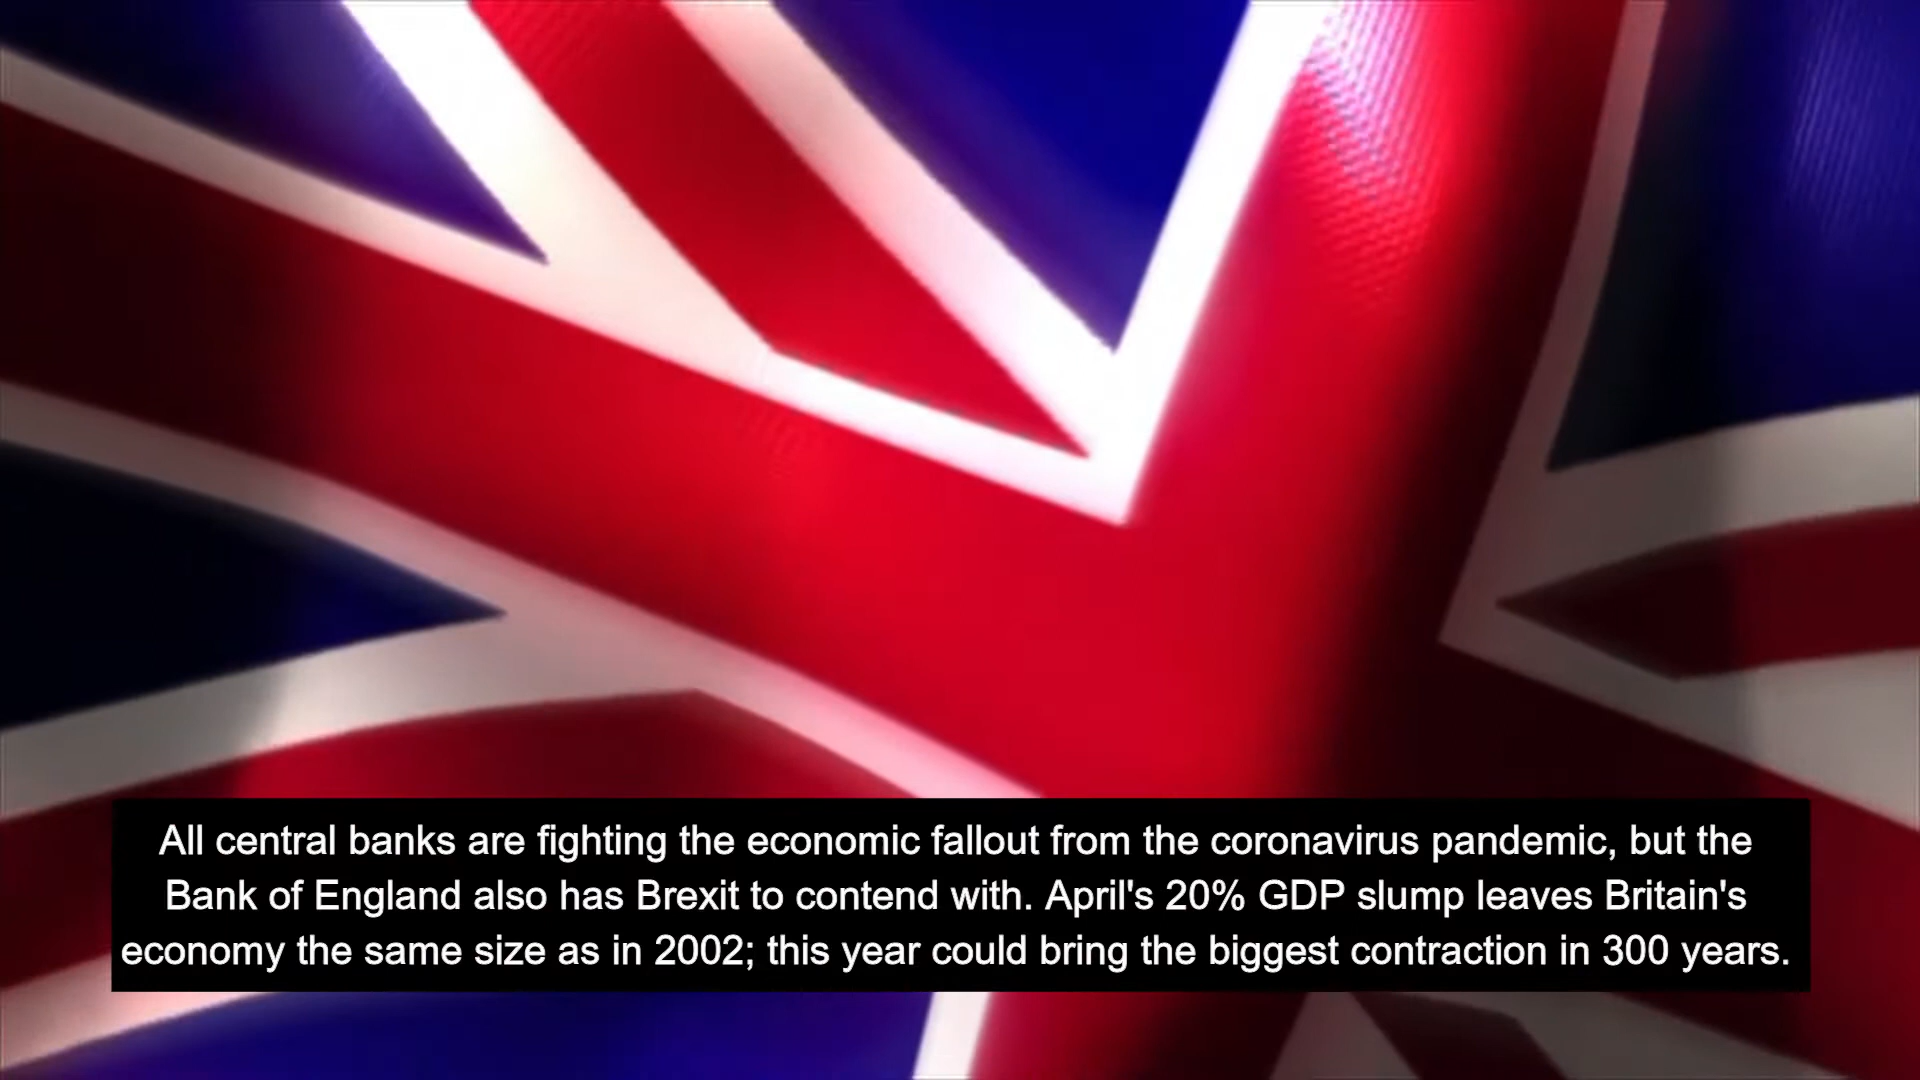 All central banks are fighting the economic fallout from the coronavirus pandemic, but the
Bank of England also has Brexit to contend with. April's 20% GDP slump leaves Britain's
economy the same size as in 2002; this year could bring the biggest contraction in 300 years.